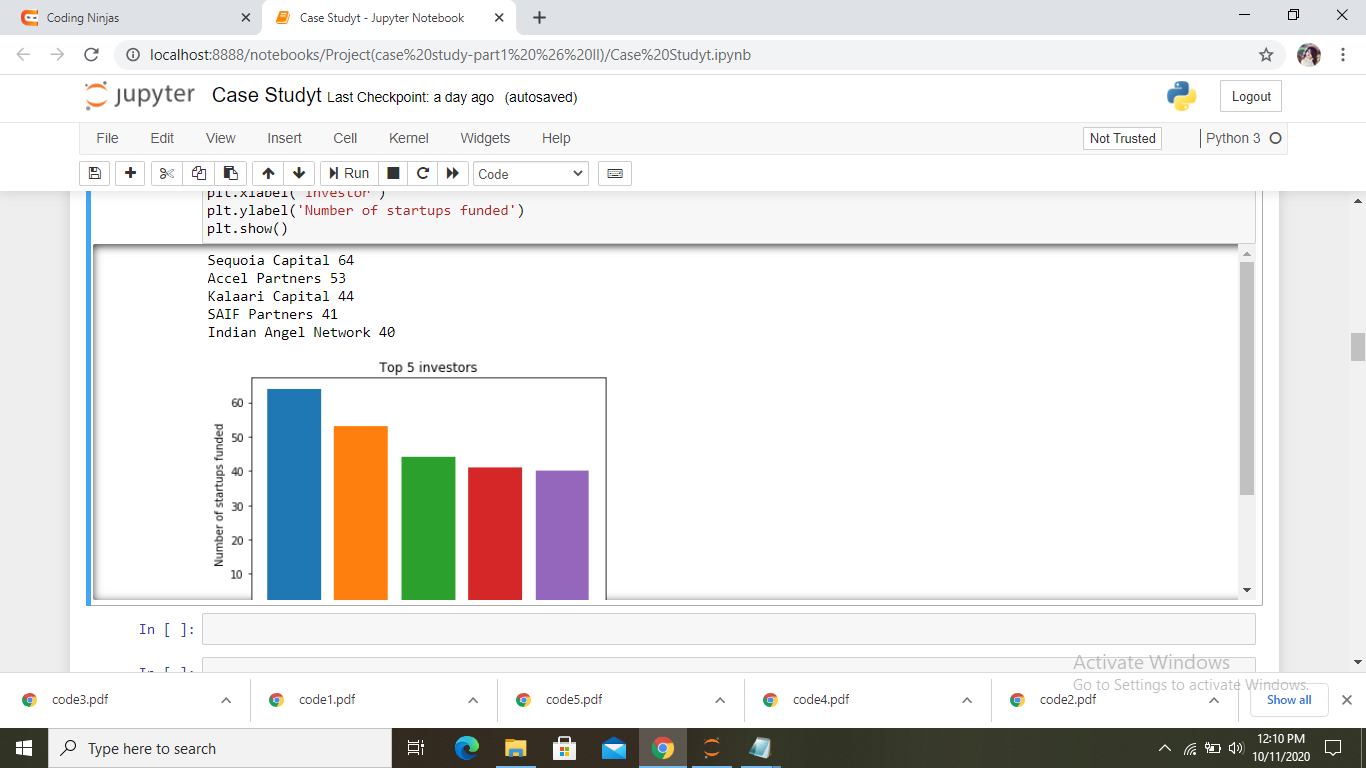 Coding Ninjas
Case Studyt - Jupyter Notebook
localhost:8888/notebooks/Project(case%20study-part1%20%26%20II)/Case%20Studyt.ipynb
jupyter Case Studyt Last Checkpoint: a day ago (autosaved)
Logout
File Edit View Insert Cell Kernel Widgets Help
Not Trusted
Python 3
Run
Code
plt.xlabel('Investor')
plt.ylabel('Number of startups funded')
plt.show()
Sequoia Capital 64
Accel Partners 53
Kalaari Capital 44
SAIF Partners 41
Indian Angel Network 40
Top 5 investors
Number of startups funded
60
50
40
30
20
10
In [ ]:
In [ ]:
Activate Windows
Go to Settings to activate Windows.
code3.pdf
code1.pdf
code5.pdf
code4.pdf
code2.pdf
Show all
Type here to search
12:10 PM
10/11/2020